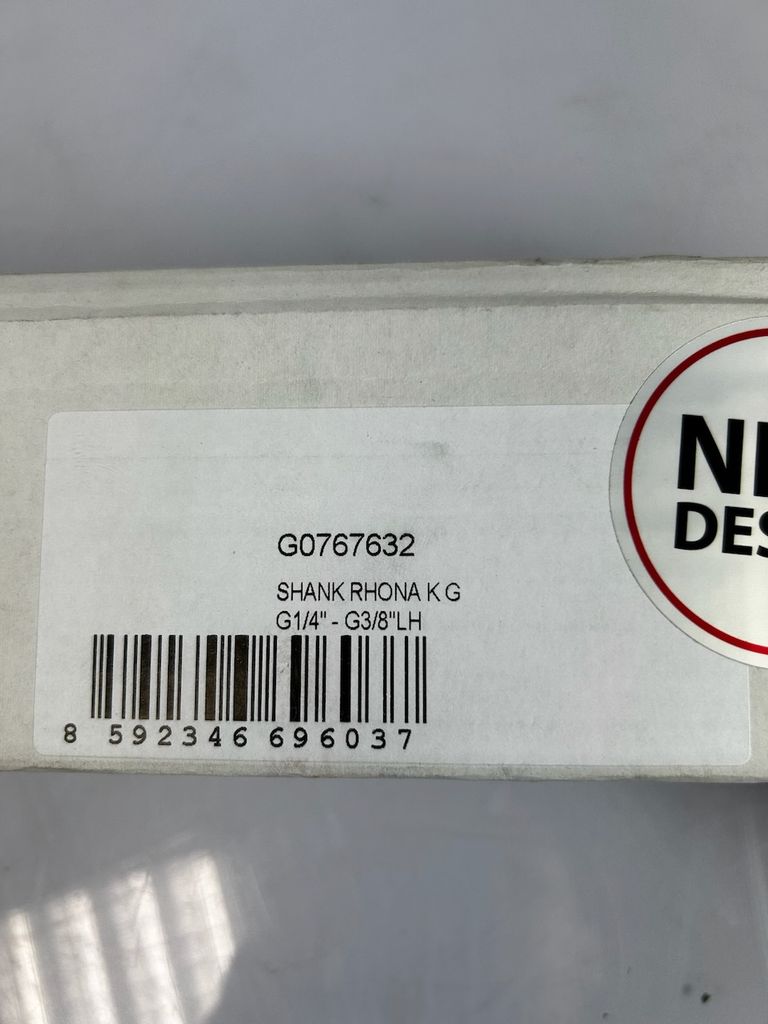 G0767632
SHANK RHONA K G
G1/4" - G3/8"LH
8 592346 696037